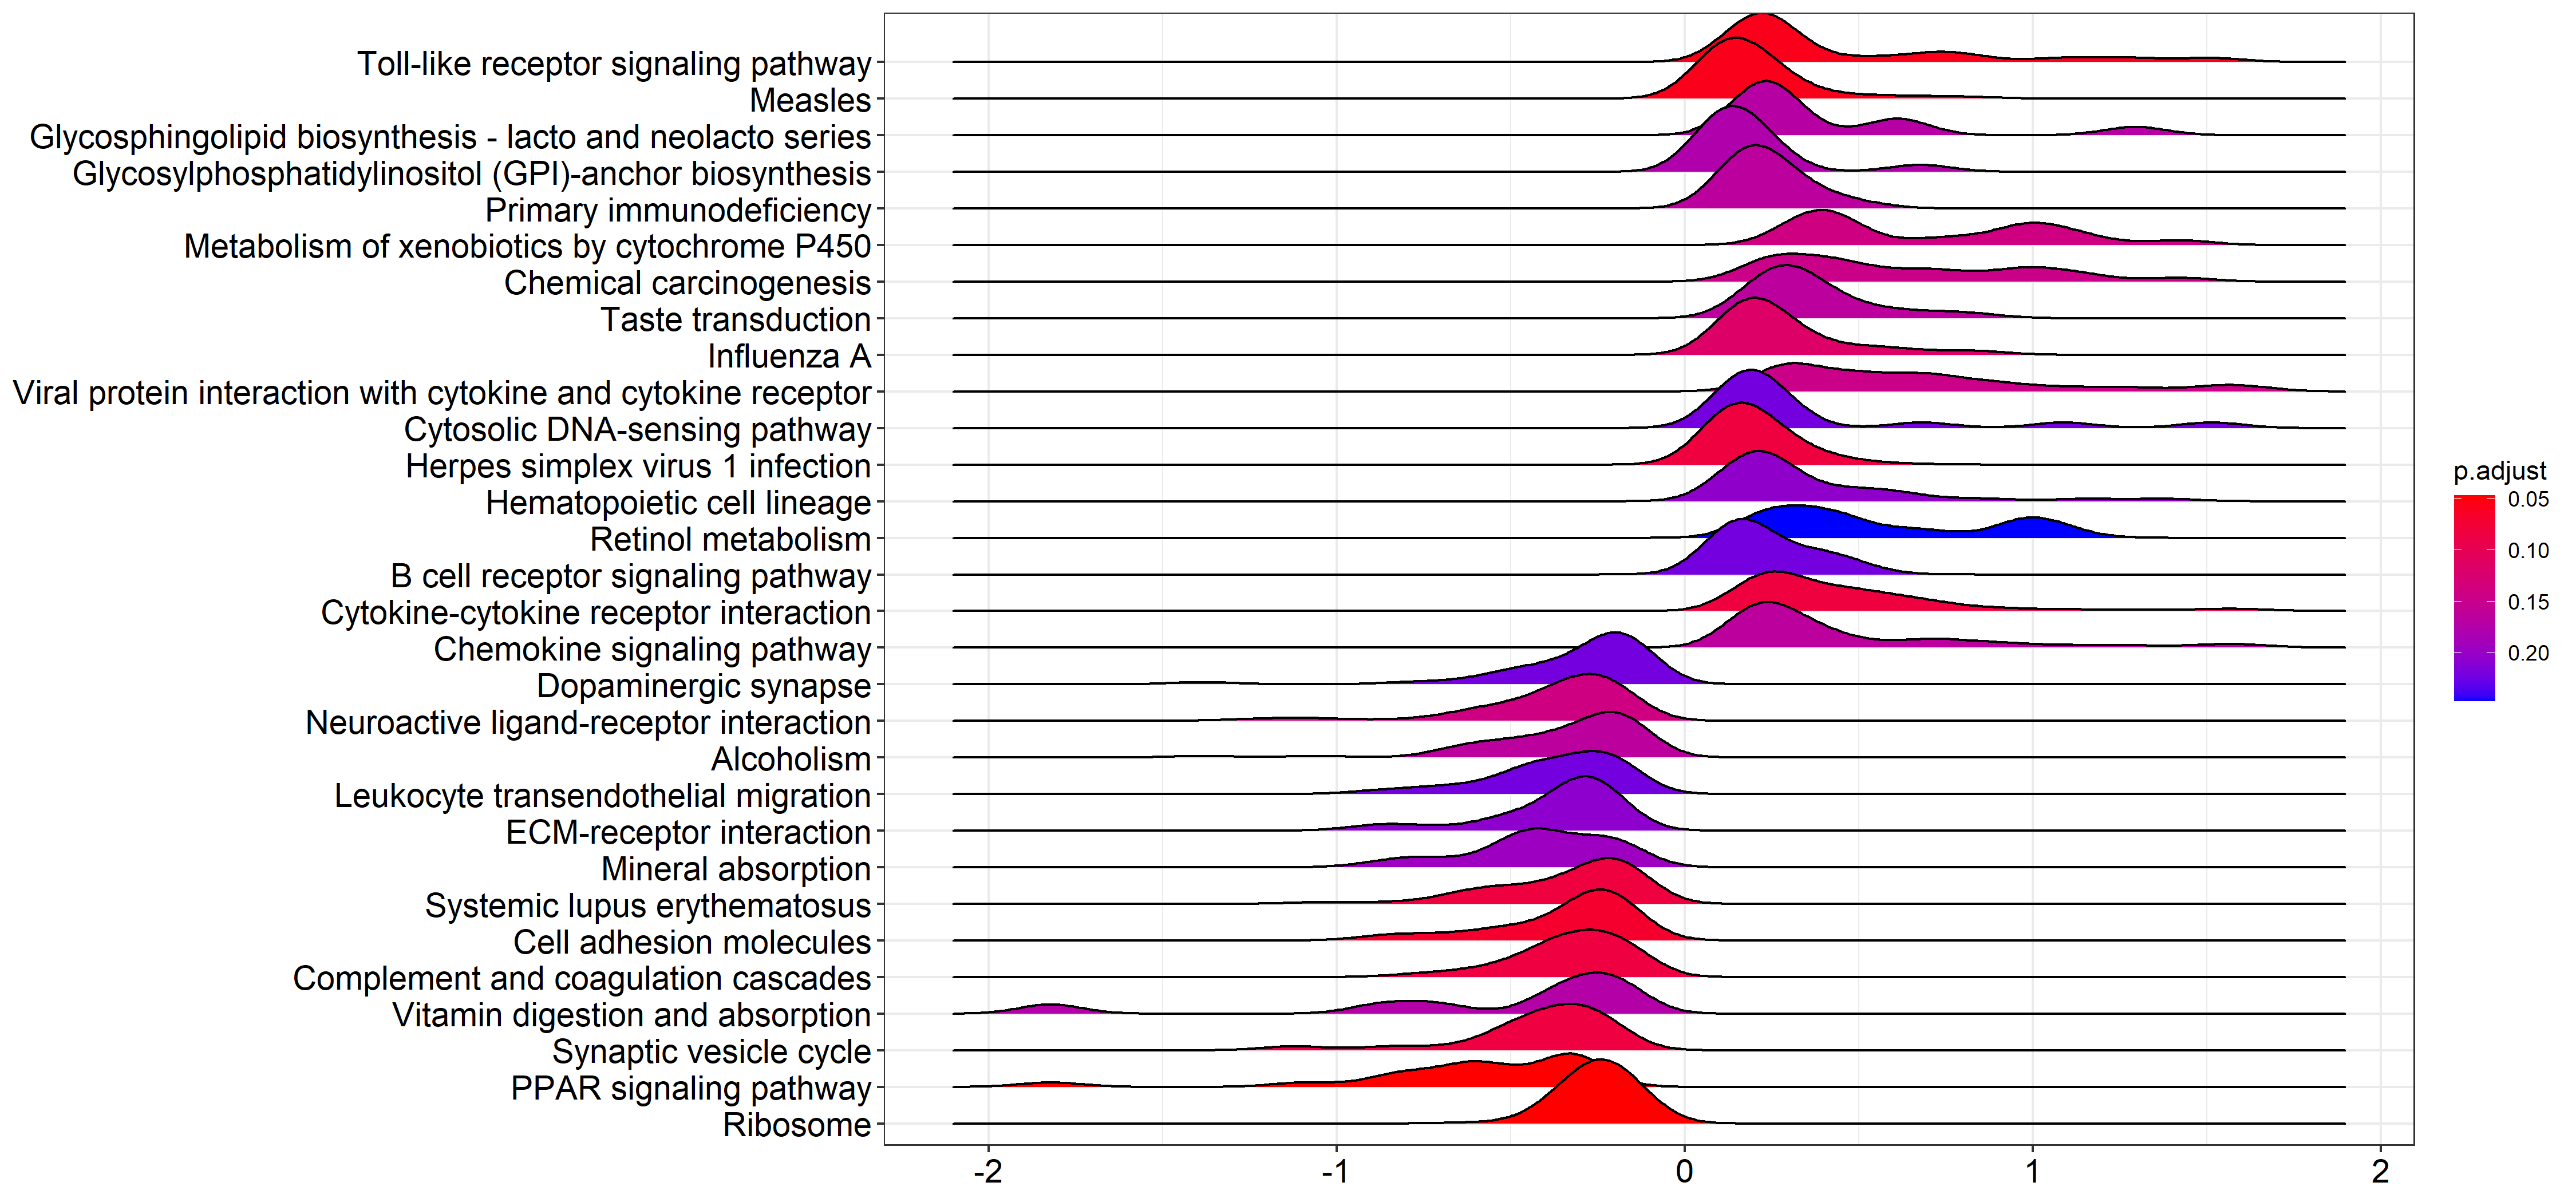 Toll-like receptor signaling pathway
Measles
Glycosphingolipid biosynthesis - lacto and neolacto series
Glycosylphosphatidylinositol (GPI)-anchor biosynthesis
Primary immunodeficiency
Metabolism of xenobiotics by cytochrome P450
Chemical carcinogenesis
Taste transduction
Influenza A
Viral protein interaction with cytokine and cytokine receptor
Cytosolic DNA-sensing pathway
Herpes simplex virus 1 infection
Hematopoietic cell lineage
Retinol metabolism
B cell receptor signaling pathway
Cytokine-cytokine receptor interaction
Chemokine signaling pathway
Dopaminergic synapse
Neuroactive ligand-receptor interaction
Alcoholism
Leukocyte transendothelial migration
ECM-receptor interaction
Mineral absorption
Systemic lupus erythematosus
Cell adhesion molecules
Complement and coagulation cascades
Vitamin digestion and absorption
Synaptic vesicle cycle
PPAR signaling pathway
Ribosome
-2 -1 0 1 2
p.adjust
0.05
0.10
0.15
0.20